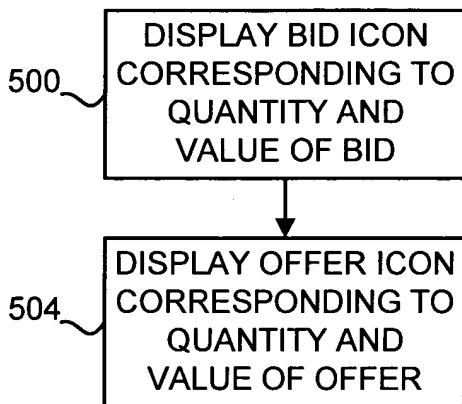 DISPLAY BID ICON
CORRESPONDING TO
500
QUANTITY AND
VALUE OF BID
DISPLAY OFFER ICON
CORRESPONDING TO
504
QUANTITY AND
VALUE OF OFFER